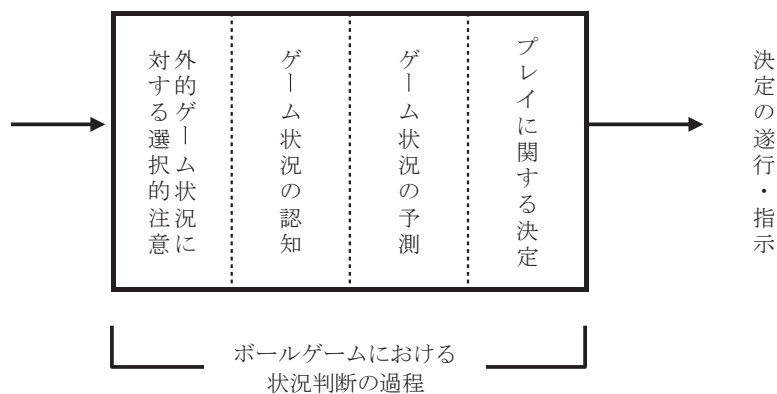 外的ゲーム状況に
対する選択的注意
ゲーム状況の認知
ゲーム状況の予測
プレイに関する決定
決定の遂行・指示
ボールゲームにおける
状況判断の過程